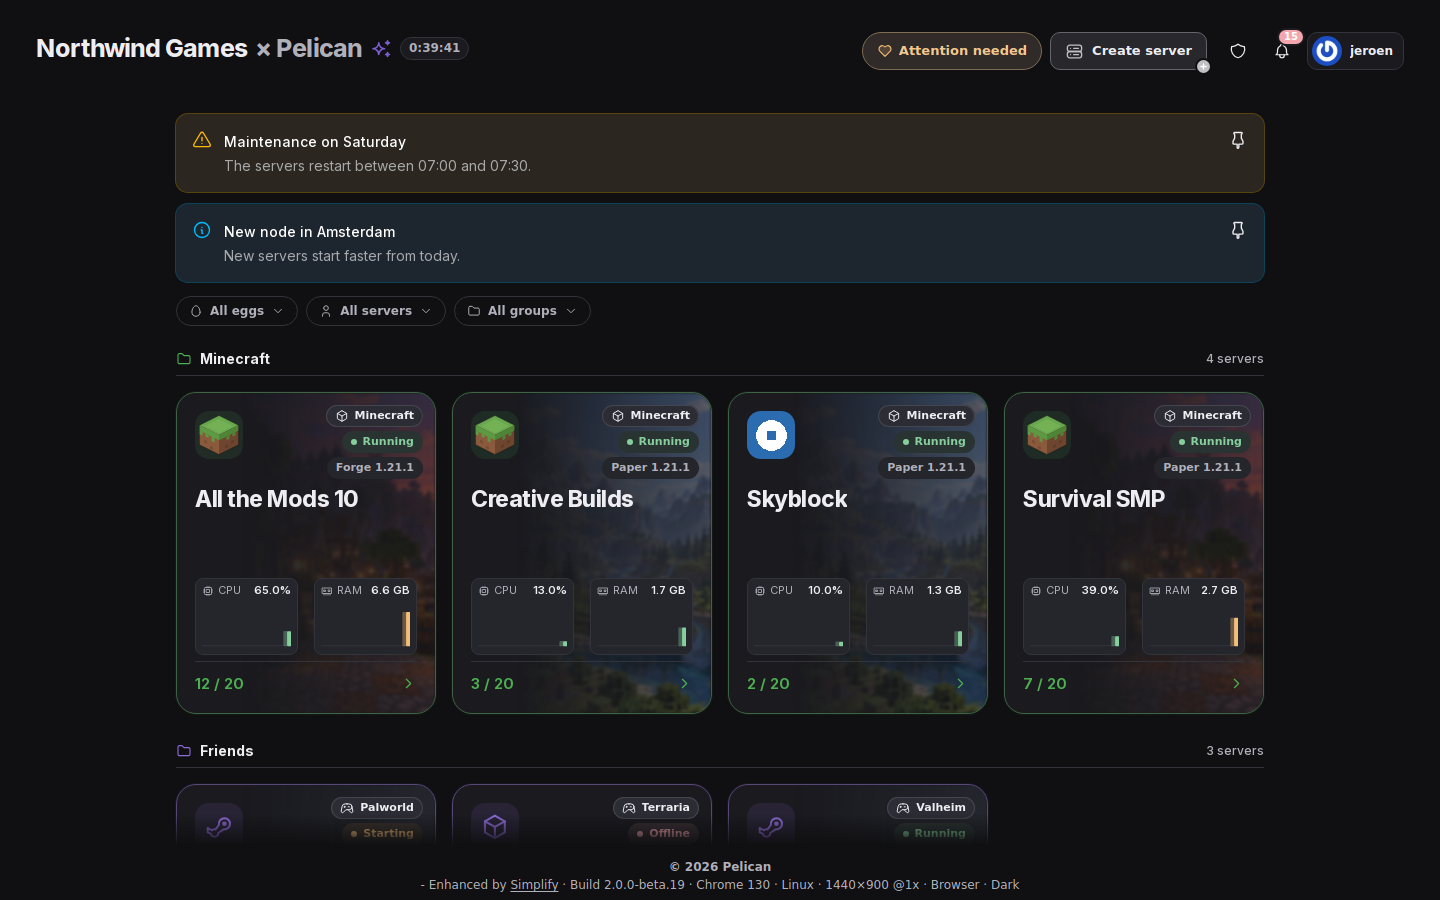 Northwind Games × Pelican 0:39:41
Attention needed
Create server
15
jeroen
Maintenance on Saturday
The servers restart between 07:00 and 07:30.
New node in Amsterdam
New servers start faster from today.
All eggs
All servers
All groups
Minecraft
4 servers
Minecraft
Running
Forge 1.21.1
All the Mods 10
CPU 65.0%
RAM 6.6 GB
12 / 20
Minecraft
Running
Paper 1.21.1
Creative Builds
CPU 13.0%
RAM 1.7 GB
3 / 20
Minecraft
Running
Paper 1.21.1
Skyblock
CPU 10.0%
RAM 1.3 GB
2 / 20
Minecraft
Running
Paper 1.21.1
Survival SMP
CPU 39.0%
RAM 2.7 GB
7 / 20
Friends
3 servers
Palworld
Starting
Terraria
Offline
Valheim
Running
© 2026 Pelican
- Enhanced by Simplify · Build 2.0.0-beta.19 · Chrome 130 · Linux · 1440×900 @1x · Browser · Dark